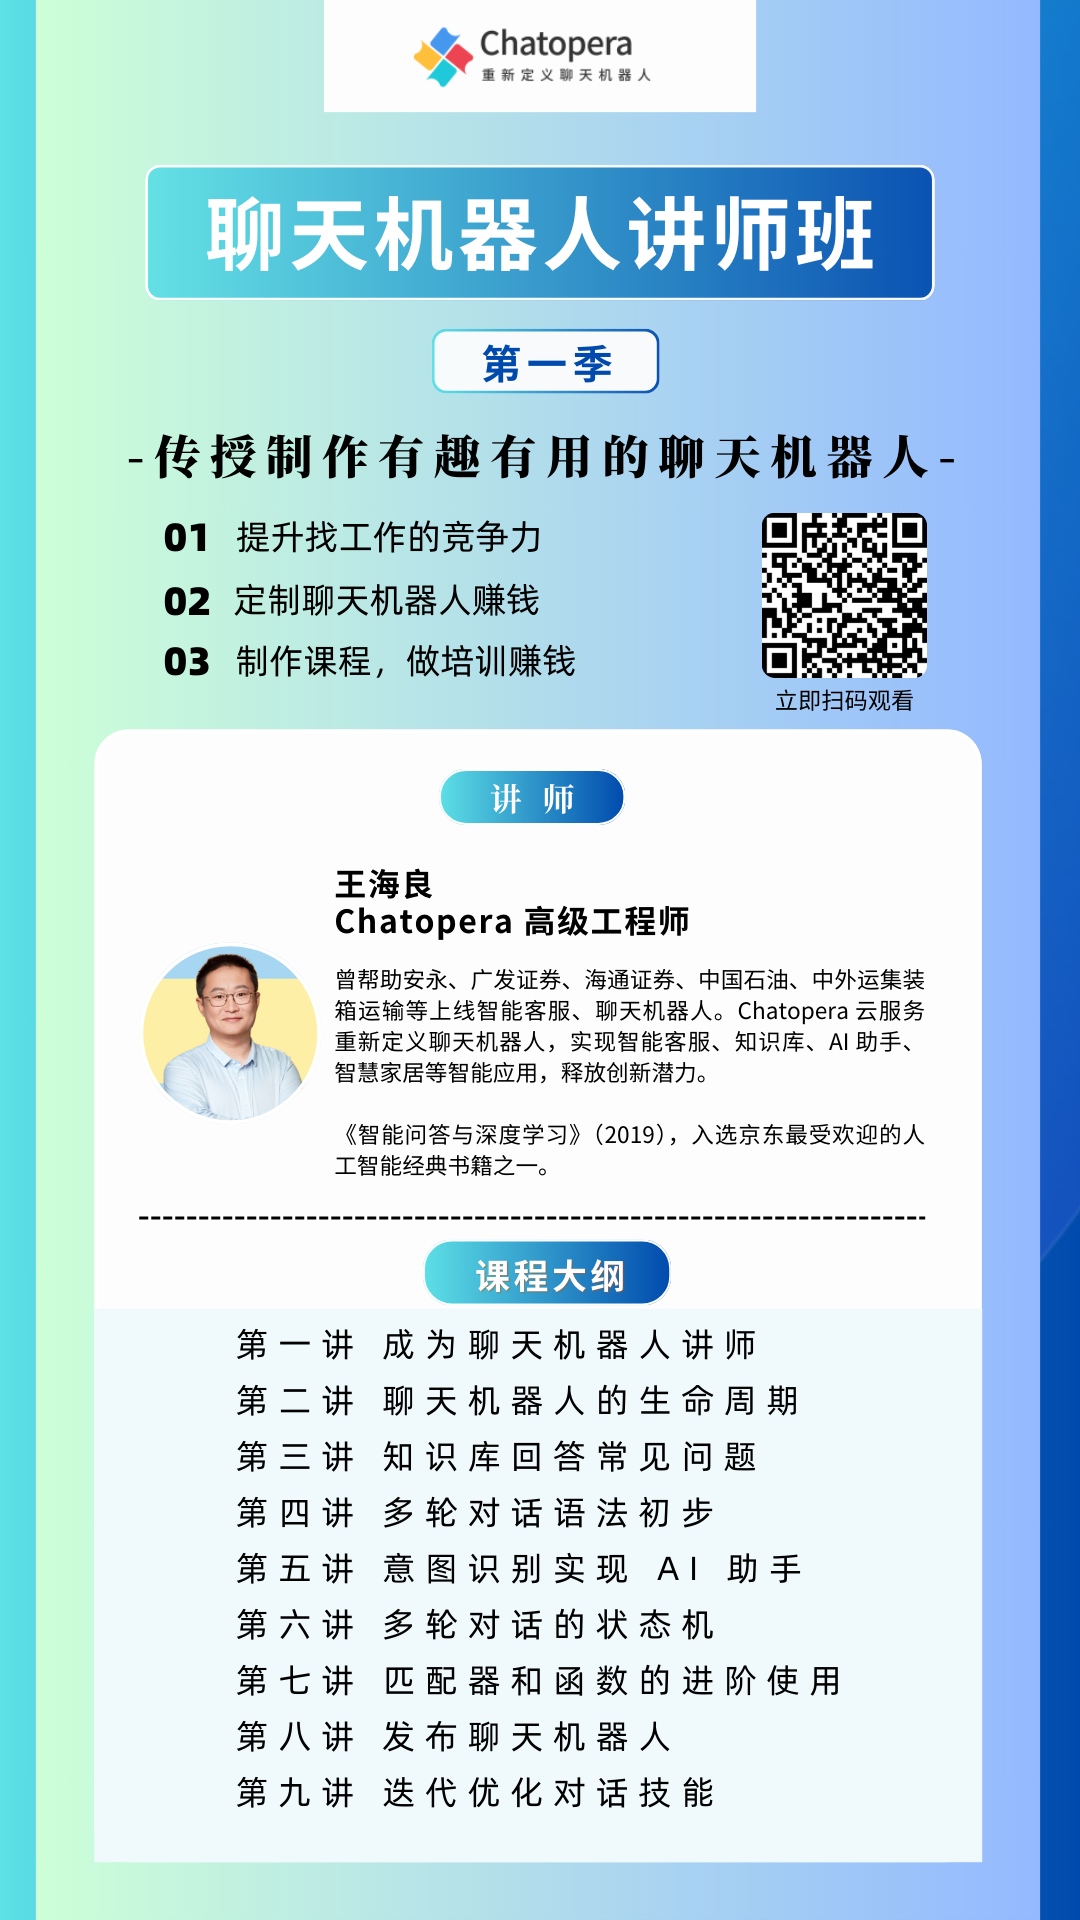 Chatopera
重新定义聊天机器人
聊天机器人讲师班
第一季
-传授制作有趣有用的聊天机器人-
01 提升找工作的竞争力
02 定制聊天机器人赚钱
03 制作课程，做培训赚钱
立即扫码观看
讲 师
王海良
Chatopera 高级工程师
曾帮助安永、广发证券、海通证券、中国石油、中外运集装
箱运输等上线智能客服、聊天机器人。Chatopera 云服务
重新定义聊天机器人，实现智能客服、知识库、AI 助手、
智慧家居等智能应用，释放创新潜力。
《智能问答与深度学习》（2019），入选京东最受欢迎的人
工智能经典书籍之一。
课程大纲
第一讲 成为聊天机器人讲师
第二讲 聊天机器人的生命周期
第三讲 知识库回答常见问题
第四讲 多轮对话语法初步
第五讲 意图识别实现 AI 助手
第六讲 多轮对话的状态机
第七讲 匹配器和函数的进阶使用
第八讲 发布聊天机器人
第九讲 迭代优化对话技能